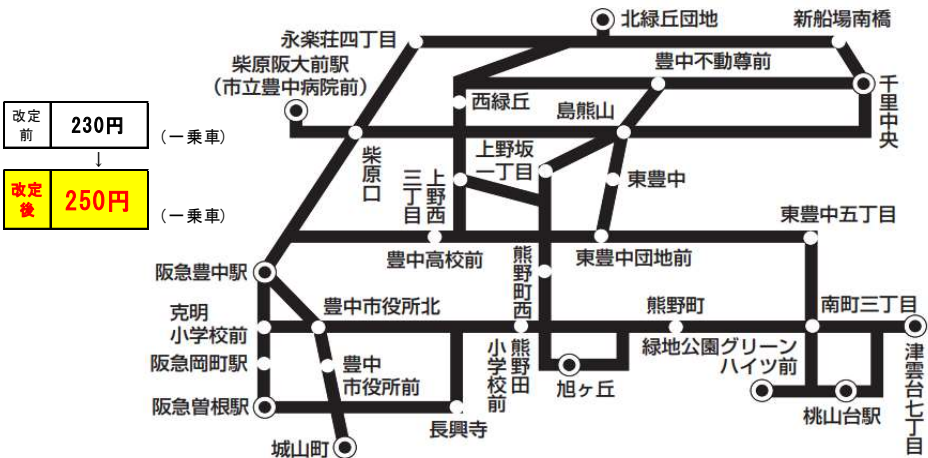 改定
前
230円
(一乗車)
↓
改定
後
250円
(一乗車)
北緑丘団地
新船場南橋
永楽荘四丁目
柴原阪大前駅
(市立豊中病院前)
豊中不動尊前
西緑丘
島熊山
千里中央
柴原口
上野坂
一丁目
上野西
三丁目
東豊中
東豊中五丁目
豊中高校前
東豊中団地前
阪急豊中駅
熊野町西
豊中市役所北
熊野町
南町三丁目
克明
小学校前
緑地公園グリーン
ハイツ前
阪急岡町駅
豊中
市役所前
熊野田
小学校前
旭ヶ丘
津雲台七丁目
阪急曽根駅
長興寺
桃山台駅
城山町